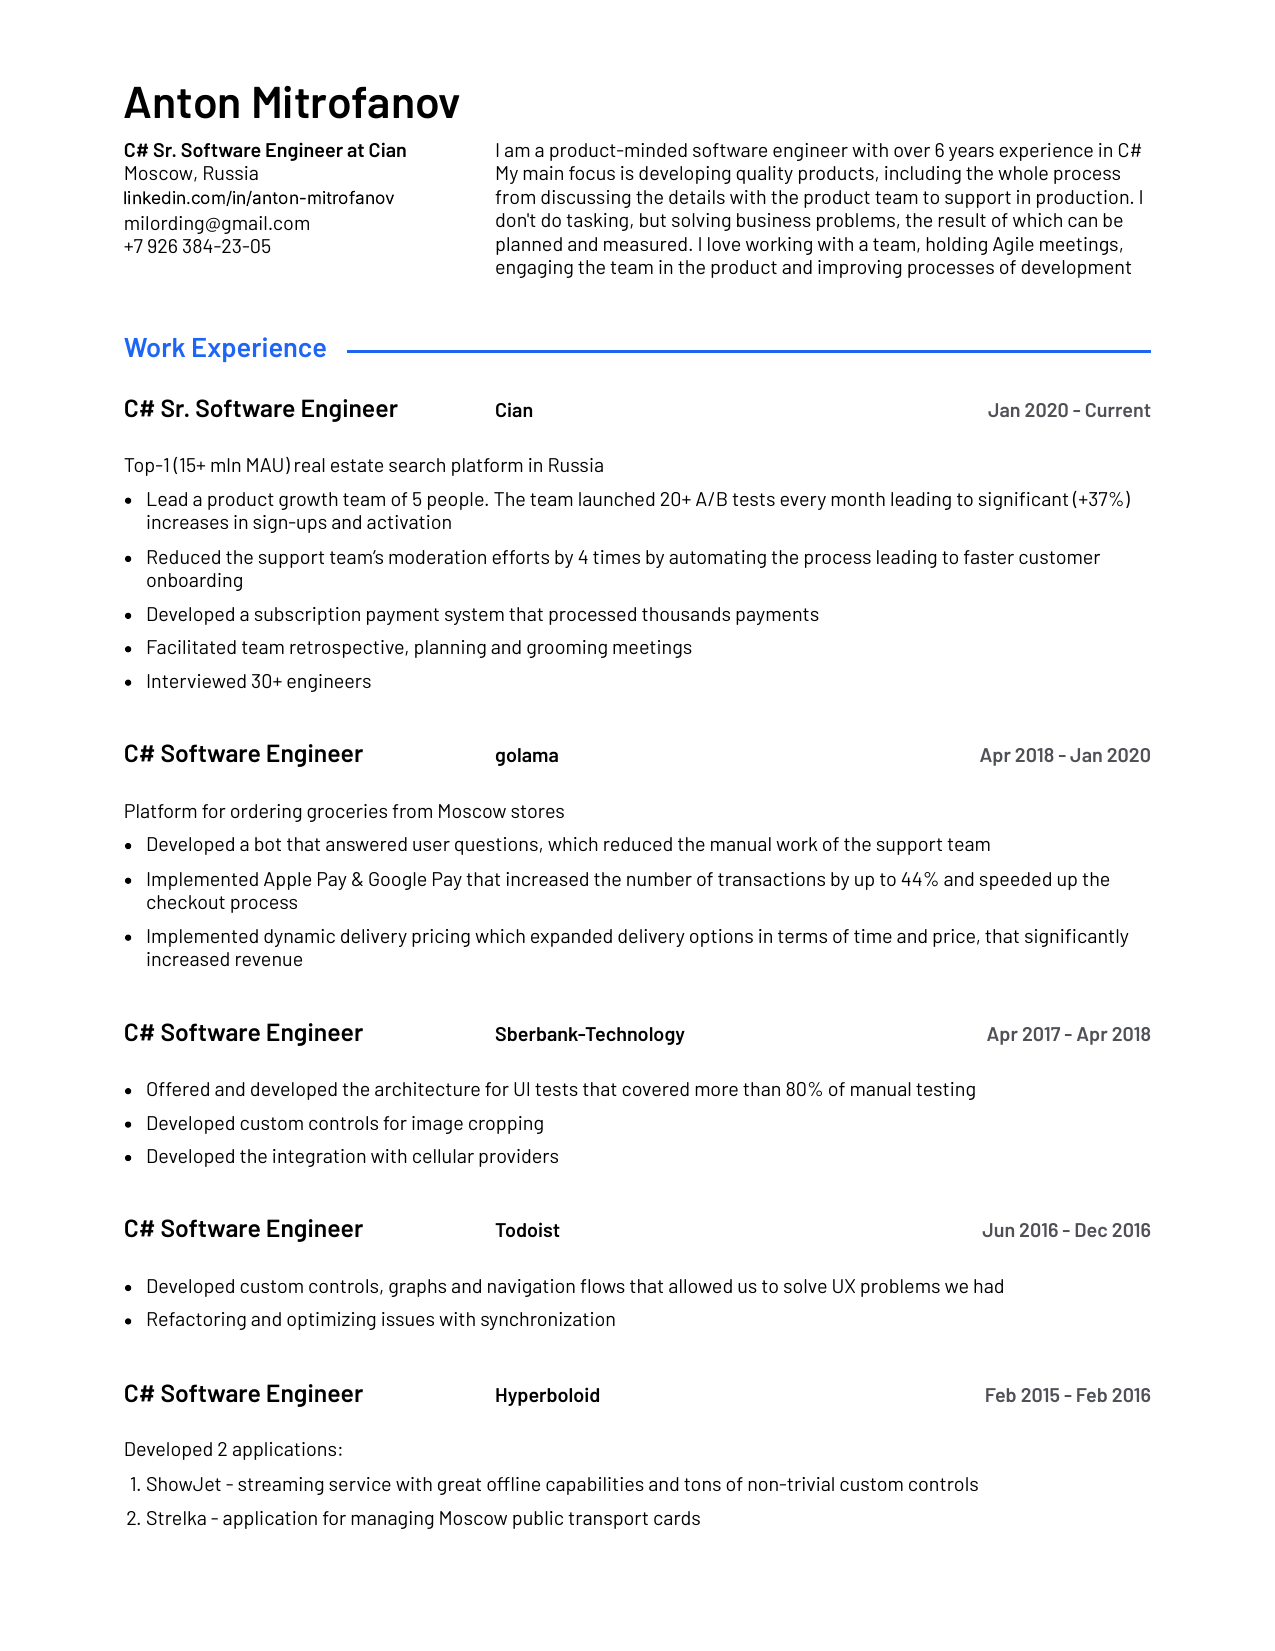 Anton Mitrofanov
C# Sr. Software Engineer at Cian
Moscow, Russia
linkedin.com/in/anton-mitrofanov
milording@gmail.com
+7 926 384-23-05
I am a product-minded software engineer with over 6 years experience in C#
My main focus is developing quality products, including the whole process
from discussing the details with the product team to support in production. I
don't do tasking, but solving business problems, the result of which can be
planned and measured. I love working with a team, holding Agile meetings,
engaging the team in the product and improving processes of development
Work Experience
C# Sr. Software Engineer Cian Jan 2020 - Current
Top-1 (15+ mln MAU) real estate search platform in Russia
• Lead a product growth team of 5 people. The team launched 20+ A/B tests every month leading to significant (+37%)
increases in sign-ups and activation
• Reduced the support team’s moderation efforts by 4 times by automating the process leading to faster customer
onboarding
• Developed a subscription payment system that processed thousands payments
• Facilitated team retrospective, planning and grooming meetings
• Interviewed 30+ engineers
C# Software Engineer golama Apr 2018 - Jan 2020
Platform for ordering groceries from Moscow stores
• Developed a bot that answered user questions, which reduced the manual work of the support team
• Implemented Apple Pay & Google Pay that increased the number of transactions by up to 44% and speeded up the
checkout process
• Implemented dynamic delivery pricing which expanded delivery options in terms of time and price, that significantly
increased revenue
C# Software Engineer Sberbank-Technology Apr 2017 - Apr 2018
• Offered and developed the architecture for UI tests that covered more than 80% of manual testing
• Developed custom controls for image cropping
• Developed the integration with cellular providers
C# Software Engineer Todoist Jun 2016 - Dec 2016
• Developed custom controls, graphs and navigation flows that allowed us to solve UX problems we had
• Refactoring and optimizing issues with synchronization
C# Software Engineer Hyperboloid Feb 2015 - Feb 2016
Developed 2 applications:
1. ShowJet - streaming service with great offline capabilities and tons of non-trivial custom controls
2. Strelka - application for managing Moscow public transport cards